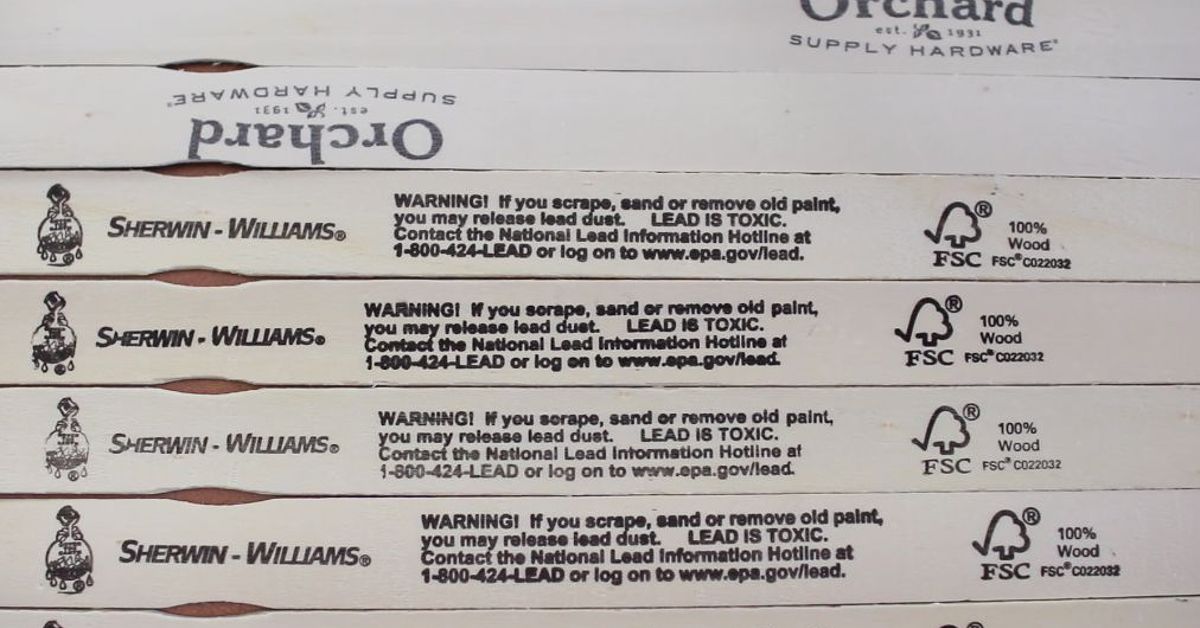 Orchard
est. 1931
SUPPLY HARDWARE®
SUPPLY HARDWARE®
est. 1931
Orchard
SHERWIN-WILLIAMS®
WARNING! If you scrape, sand or remove old paint,
you may release lead dust. LEAD IS TOXIC.
Contact the National Lead Information Hotline at
1-800-424-LEAD or log on to www.epa.gov/lead.
®
100%
Wood
FSC FSC® C022032
SHERWIN-WILLIAMS®
WARNING! If you scrape, sand or remove old paint,
you may release lead dust. LEAD IS TOXIC.
Contact the National Lead Information Hotline at
1-800-424-LEAD or log on to www.epa.gov/lead.
®
100%
Wood
FSC FSC® C022032
SHERWIN-WILLIAMS®
WARNING! If you scrape, sand or remove old paint,
you may release lead dust. LEAD IS TOXIC.
Contact the National Lead Information Hotline at
1-800-424-LEAD or log on to www.epa.gov/lead.
®
100%
Wood
FSC FSC® C022032
SHERWIN-WILLIAMS®
WARNING! If you scrape, sand or remove old paint,
you may release lead dust. LEAD IS TOXIC.
Contact the National Lead Information Hotline at
1-800-424-LEAD or log on to www.epa.gov/lead.
®
100%
Wood
FSC FSC® C022032